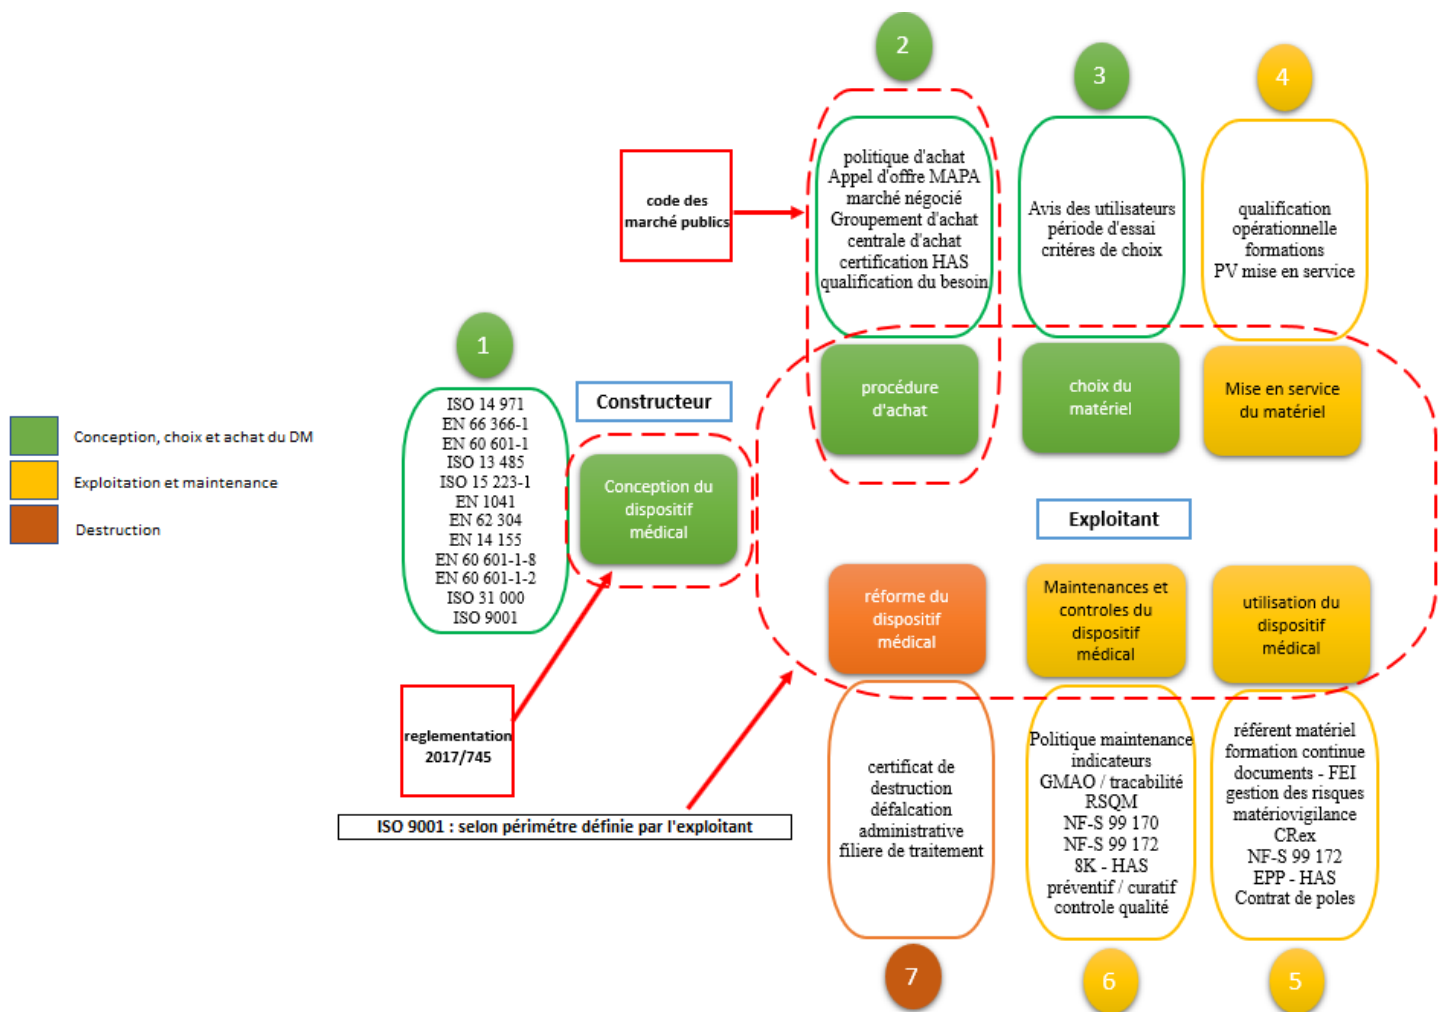 2
3
4
politique d'achat
Appel d'offre MAPA
marché négocié
Groupement d'achat
centrale d'achat
certification HAS
qualification du besoin
Avis des utilisateurs
période d'essai
critéres de choix
qualification
opérationnelle
formations
PV mise en service
code des
marché publics
1
ISO 14 971
EN 66 366-1
EN 60 601-1
ISO 13 485
ISO 15 223-1
EN 1041
EN 62 304
EN 14 155
EN 60 601-1-8
EN 60 601-1-2
ISO 31 000
ISO 9001
Constructeur
Conception du
dispositif
médical
procédure
d'achat
choix du
matériel
Mise en service
du matériel
Conception, choix et achat du DM
Exploitation et maintenance
Destruction
Exploitant
réforme du
dispositif
médical
Maintenances et
controles du
dispositif
médical
utilisation du
dispositif
médical
reglementation
2017/745
ISO 9001 : selon périmétre définie par l'exploitant
certificat de
destruction
défalcation
administrative
filiere de traitement
Politique maintenance
indicateurs
GMAO / tracabilité
RSQM
NF-S 99 170
NF-S 99 172
8K - HAS
préventif / curatif
controle qualité
référent matériel
formation continue
documents - FEI
gestion des risques
matériovigilance
CRex
NF-S 99 172
EPP - HAS
Contrat de poles
7
6
5